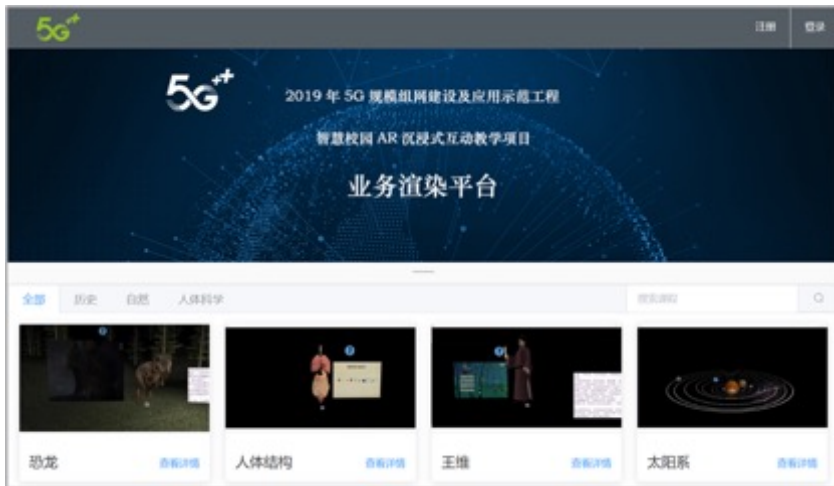 5G++
注册 登录
5G++
2019 年 5G 规模组网建设及应用示范工程
智慧校园 AR 沉浸式互动教学项目
业务渲染平台
全部 历史 自然 人体科学 搜索课程
恐龙 查看详情 人体结构 查看详情 王维 查看详情 太阳系 查看详情